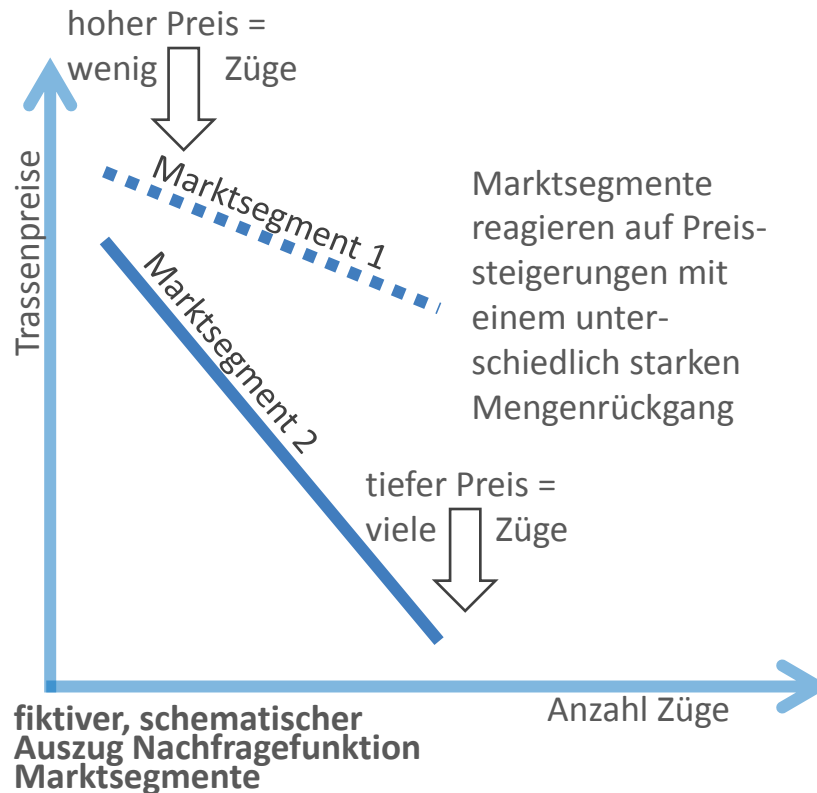 hoher Preis =
wenig Züge
Trassenpreise
Marktsegment 1
Marktsegment 2
Marktsegmente
reagieren auf Preis-
steigerungen mit
einem unter-
schiedlich starken
Mengenrückgang
tiefer Preis =
viele Züge
Anzahl Züge
fiktiver, schematischer
Auszug Nachfragefunktion
Marktsegmente